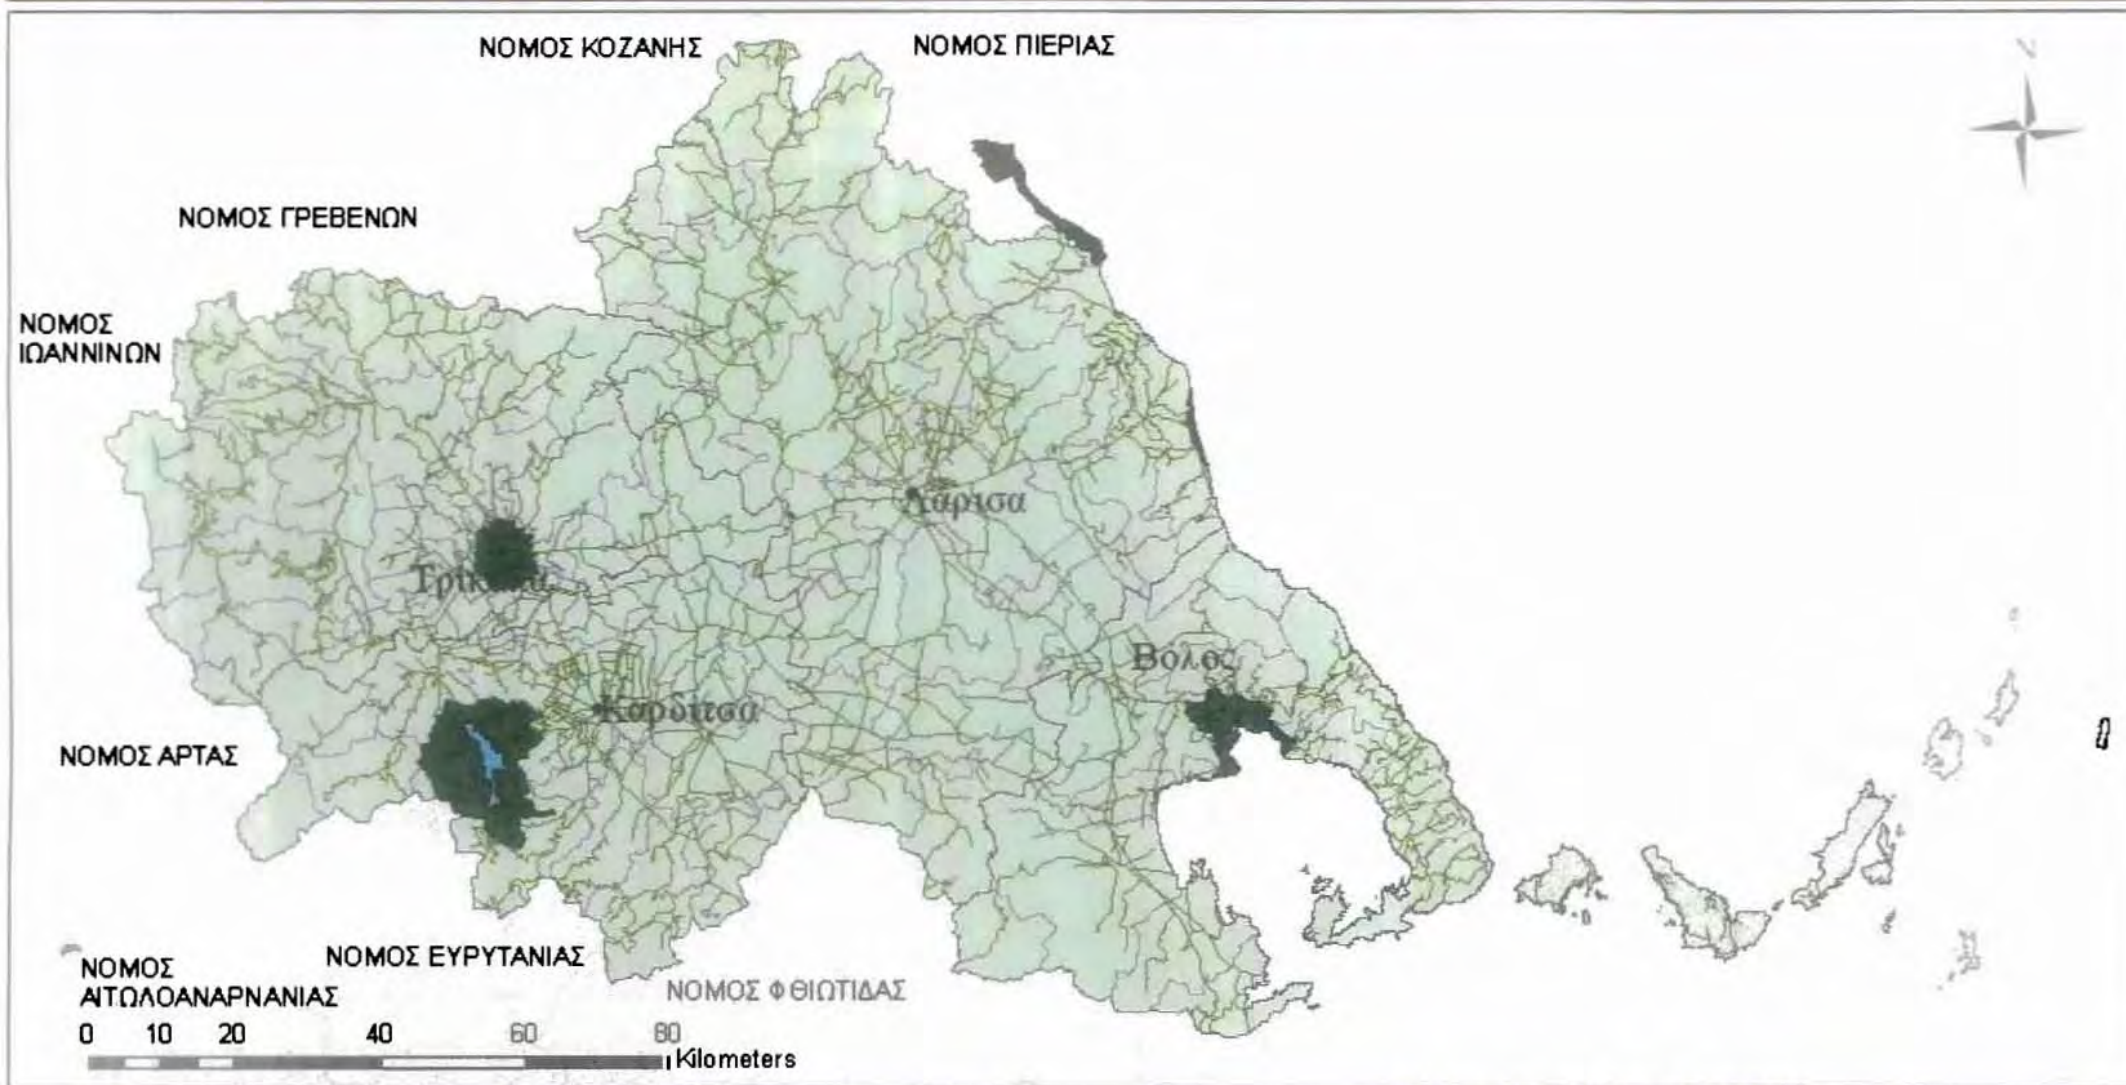 ΝΟΜΟΣ ΚΟΖΑΝΗΣ
ΝΟΜΟΣ ΠΙΕΡΙΑΣ
ΝΟΜΟΣ ΓΡΕΒΕΝΩΝ
ΝΟΜΟΣ
ΙΩΑΝΝΙΝΩΝ
Λάρισα
Βόλος
Καρδίτσα
ΝΟΜΟΣ ΑΡΤΑΣ
ΝΟΜΟΣ ΕΥΡΥΤΑΝΙΑΣ
ΝΟΜΟΣ
ΑΙΤΩΛΟΑΝΑΡΝΑΝΙΑΣ
ΝΟΜΟΣ ΦΘΙΩΤΙΔΑΣ
0 10 20 40 60 80
Kilometers